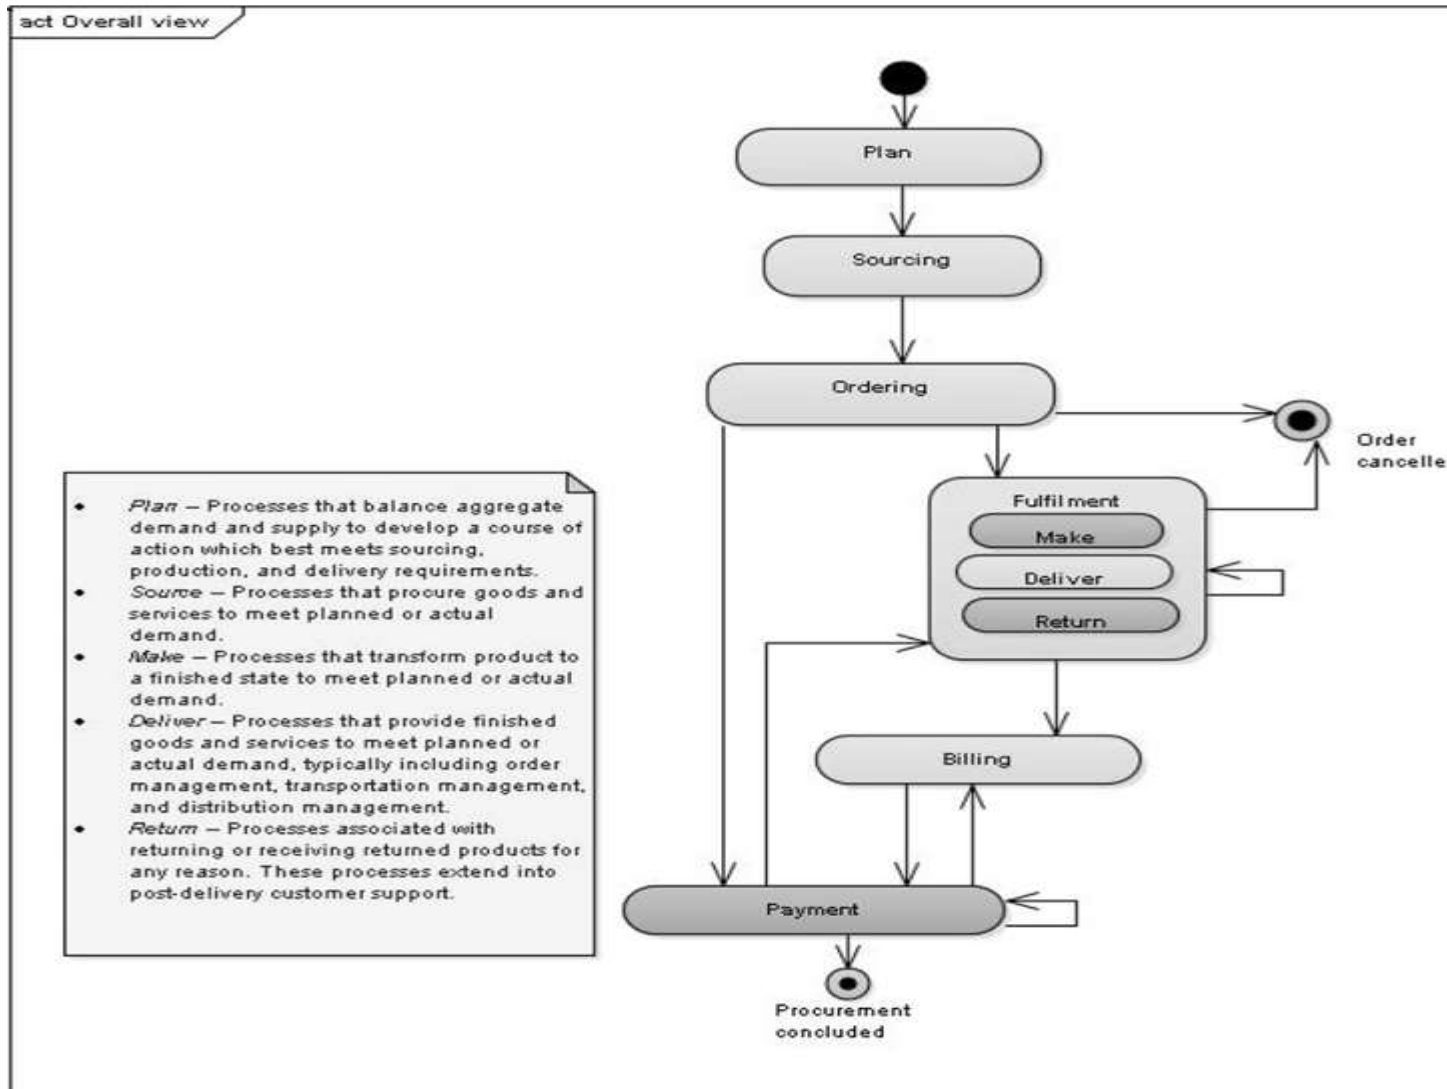 act Overall view
Plan
Sourcing
Ordering
Order
cancelle
Fulfilment
Make
Deliver
Return
• Plan – Processes that balance aggregate
demand and supply to develop a course of
action which best meets sourcing,
production, and delivery requirements.
• Source – Processes that procure goods and
services to meet planned or actual
demand.
• Make – Processes that transform product to
a finished state to meet planned or actual
demand.
• Deliver – Processes that provide finished
goods and services to meet planned or
actual demand, typically including order
management, transportation management,
and distribution management.
• Return – Processes associated with
returning or receiving returned products for
any reason. These processes extend into
post-delivery customer support.
Billing
Payment
Procurement
concluded